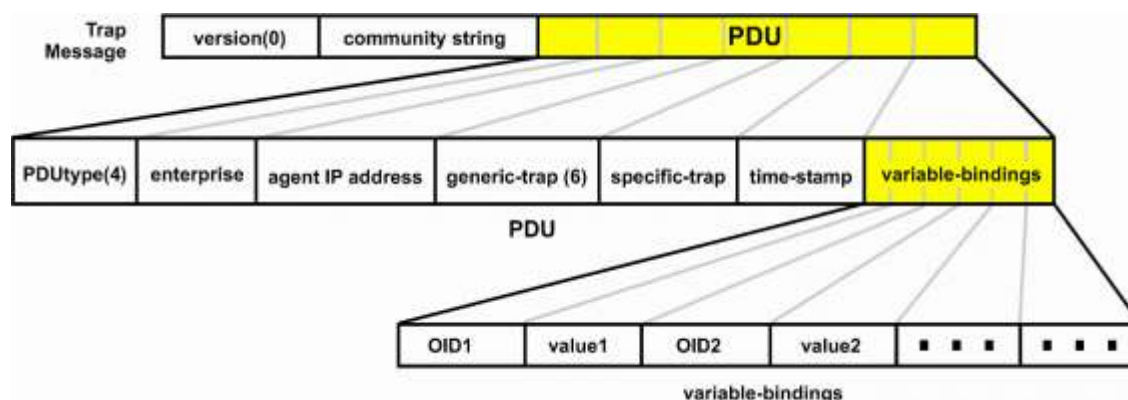 Trap
Message
version(0) community string PDU
PDUtype(4) enterprise agent IP address generic-trap (6) specific-trap time-stamp variable-bindings
PDU
OID1 value1 OID2 value2 ▪ ▪ ▪ ▪ ▪ ▪
variable-bindings